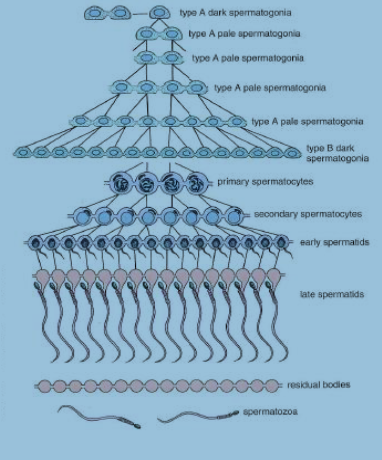 type A dark spermatogonia
type A pale spermatogonia
type A pale spermatogonia
type A pale spermatogonia
type A pale spermatogonia
type B dark
spermatogonia
primary spermatocytes
secondary spermatocytes
early spermatids
late spermatids
residual bodies
spermatozoa